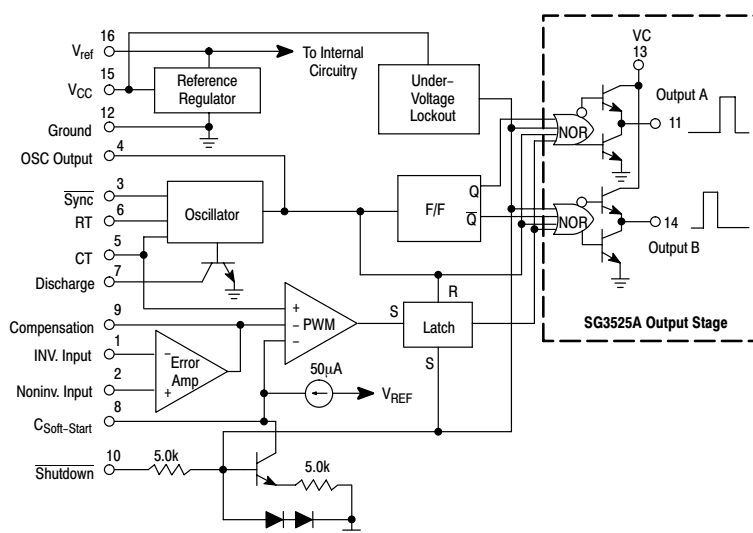 16
Vref
To Internal
Circuitry
15
VCC
Reference
Regulator
Under-
Voltage
Lockout
12
Ground
4
OSC Output
3
Sync
6
RT
Oscillator
5
CT
7
Discharge
F/F
Q
Q
NOR
NOR
VC
13
Output A
11
14
Output B
SG3525A Output Stage
9
Compensation
+
−
−
PWM
S
R
Latch
S
1
INV. Input
2
Noninv. Input
−
Error
Amp
+
50μA
VREF
8
CSoft-Start
10
Shutdown
5.0k
5.0k